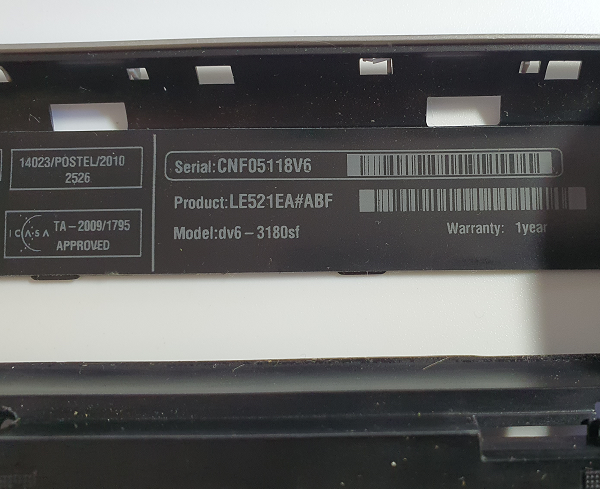 14023/POSTEL/2010
2526
ICASA TA-2009/1795
APPROVED
Serial:CNF05118V6
Product:LE521EA#ABF
Model:dv6-3180sf
Warranty: 1year